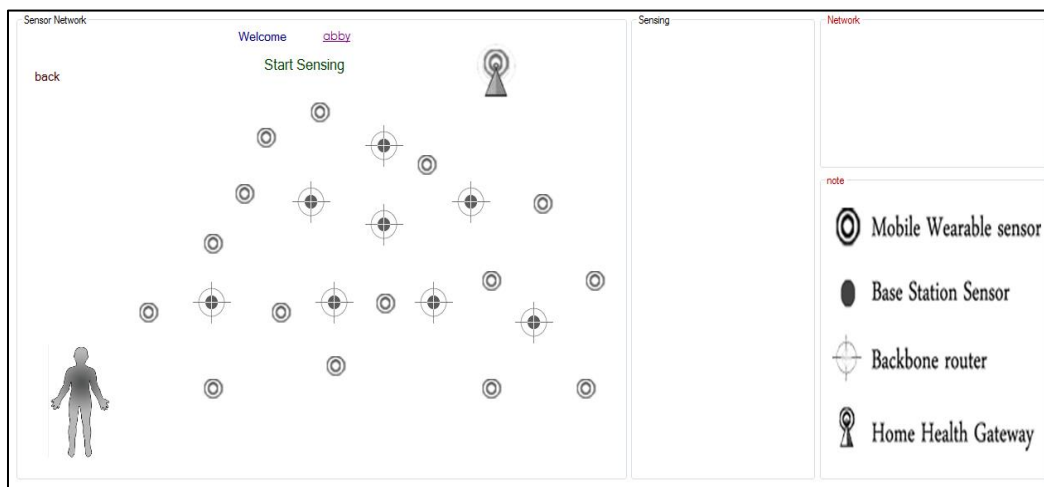 Sensor Network
Welcome abby
Start Sensing
back
Sensing
Network
note
Mobile Wearable sensor
Base Station Sensor
Backbone router
Home Health Gateway